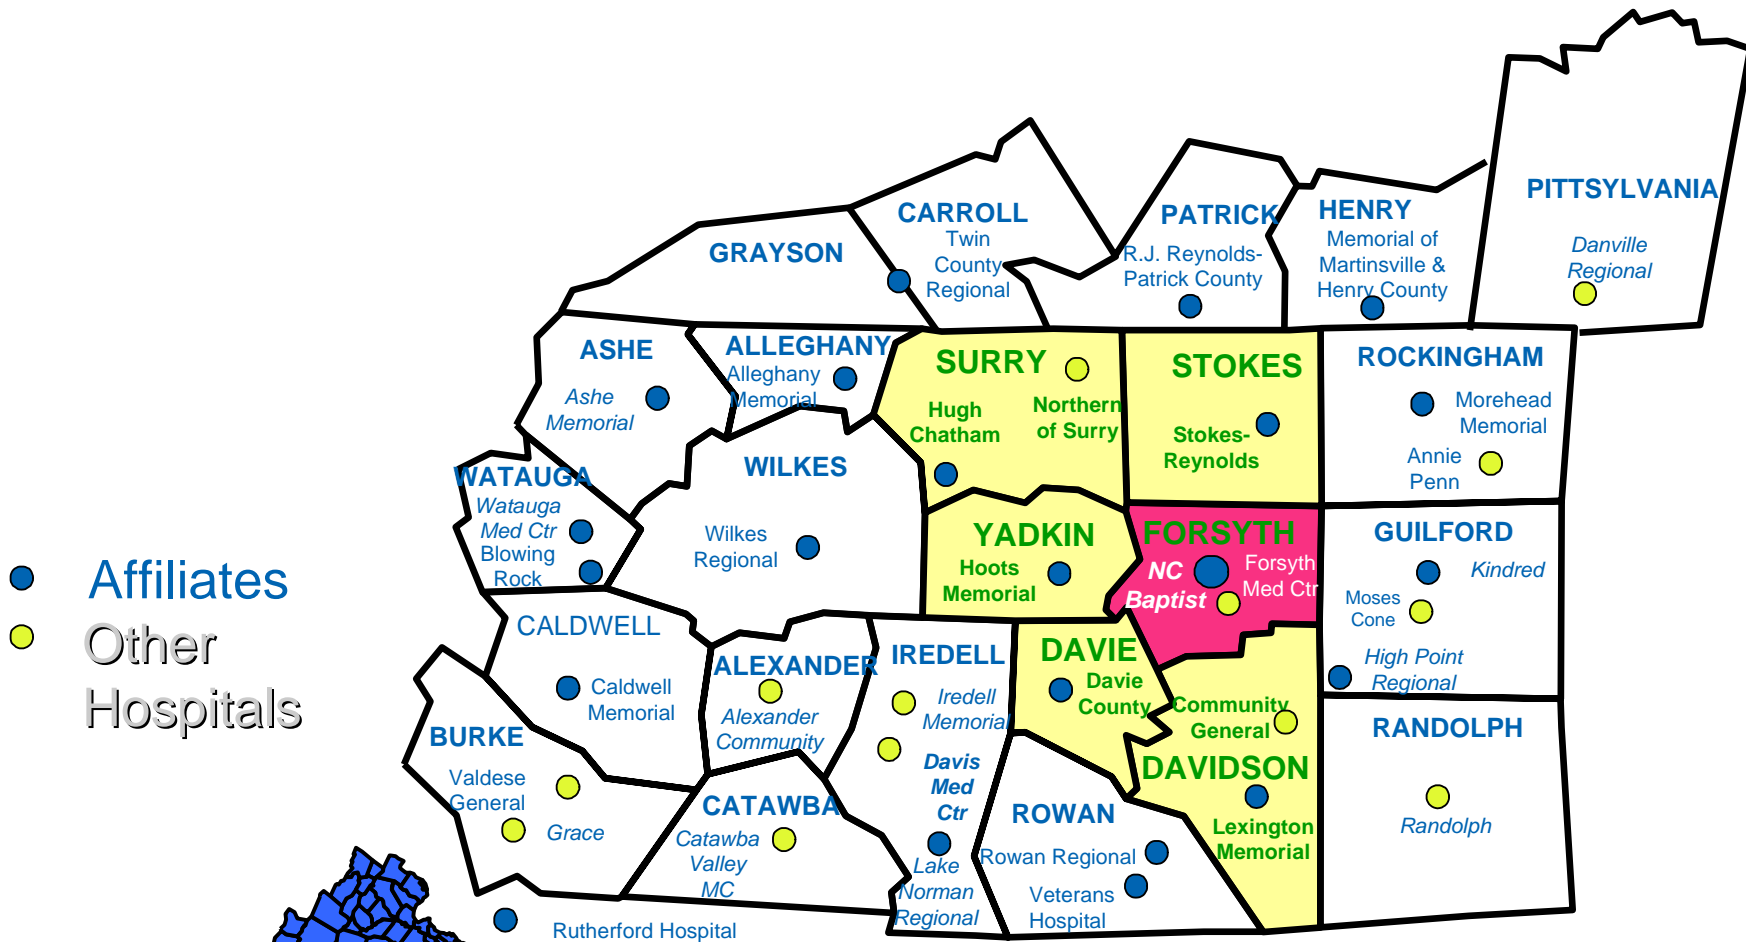 PITTSYLVANIA
Danville
Regional
CARROLL
Twin
County
Regional
PATRICK
R.J. Reynolds-
Patrick County
HENRY
Memorial of
Martinsville &
Henry County
GRAYSON
ASHE
Ashe
Memorial
ALLEGHANY
Alleghany
Memorial
SURRY
Hugh
Chatham
Northern
of Surry
STOKES
Stokes-
Reynolds
ROCKINGHAM
Morehead
Memorial
Annie
Penn
WATAUGA
Watauga
Med Ctr
Blowing
Rock
WILKES
Wilkes
Regional
YADKIN
Hoots
Memorial
FORSYTH
NC
Baptist
Forsyth
Med Ctr
GUILFORD
Kindred
Moses
Cone
High Point
Regional
Affiliates
Other
Hospitals
CALDWELL
Caldwell
Memorial
ALEXANDER
Alexander
Community
IREDELL
Iredell
Memorial
Davis
Med
Ctr
Lake
Norman
Regional
DAVIE
Davie
County
Community
General
DAVIDSON
Lexington
Memorial
RANDOLPH
Randolph
BURKE
Valdese
General
Grace
CATAWBA
Catawba
Valley
MC
ROWAN
Rowan Regional
Veterans
Hospital
Rutherford Hospital